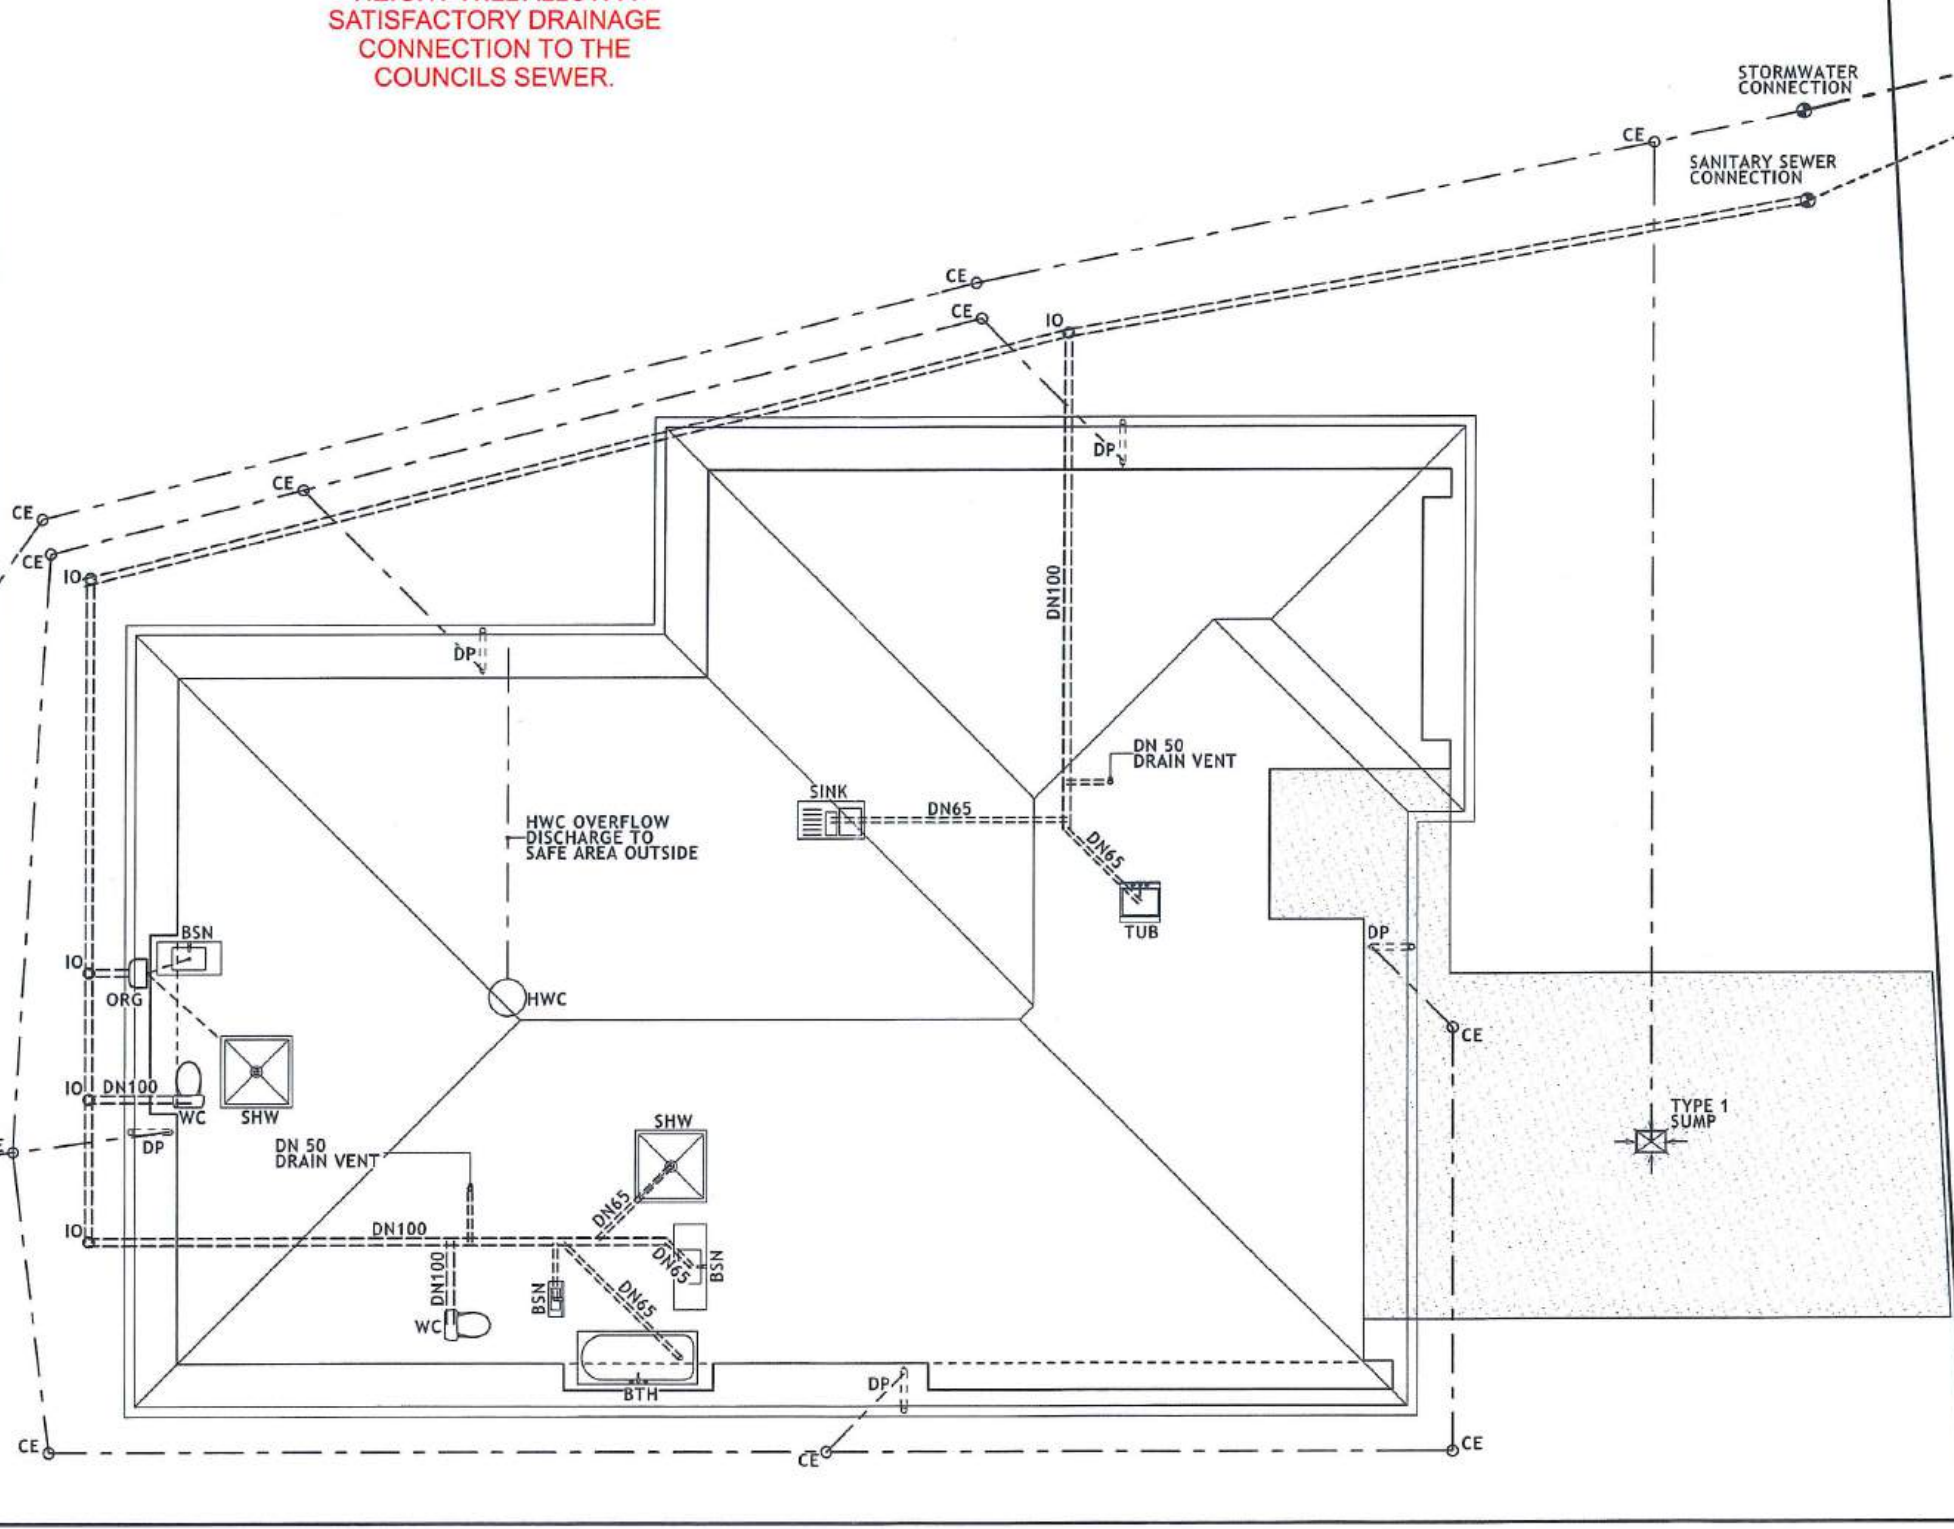 SATISFACTORY DRAINAGE
CONNECTION TO THE
COUNCILS SEWER.
STORMWATER
CONNECTION
CE
SANITARY SEWER
CONNECTION
CE
CE
IO
DP
CE
CE
CE
IO
DP
DN100
DN 50
DRAIN VENT
SINK
DN65
HWC OVERFLOW
DISCHARGE TO
SAFE AREA OUTSIDE
DN65
TUB
DP
BSN
IO
ORG
HWC
CE
IO
DN100
WC
SHW
DP
TYPE 1
SUMP
SHW
DN 50
DRAIN VENT
DN65
IO
DN100
DN100
DN65
BSN
BSN
DN65
WC
BTH
DP
CE
CE
CE